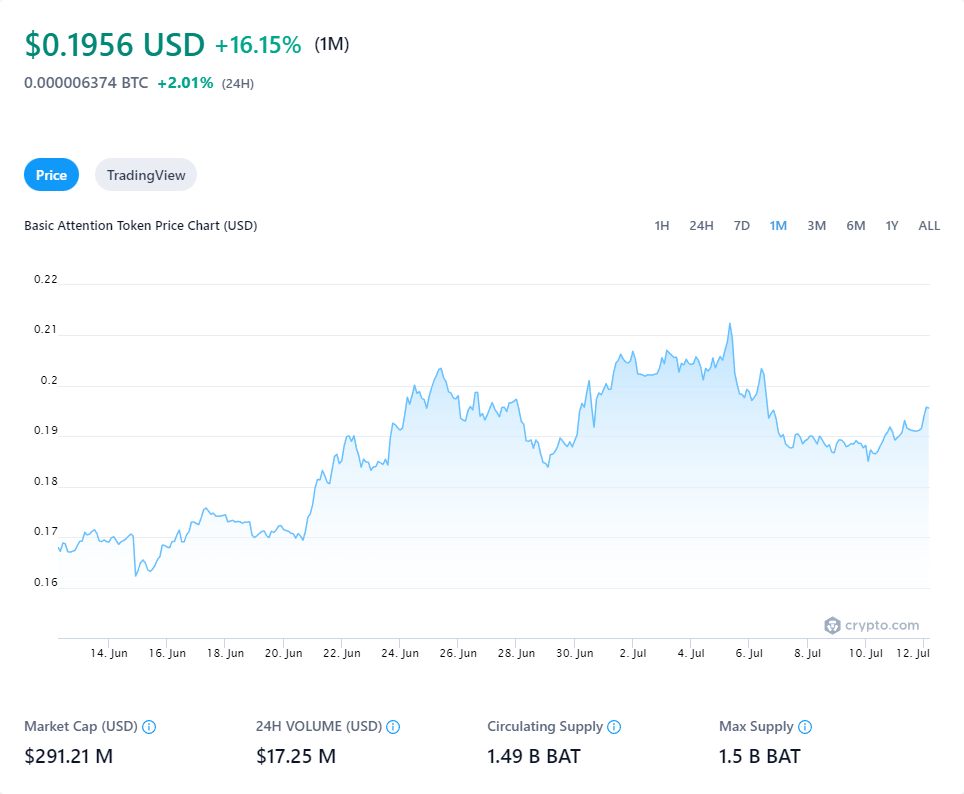 $0.1956 USD +16.15% (1M)
0.000006374 BTC +2.01% (24H)
Price TradingView
Basic Attention Token Price Chart (USD) 1H 24H 7D 1M 3M 6M 1Y ALL
0.22
0.21
0.2
0.19
0.18
0.17
0.16
crypto.com
14. Jun 16. Jun 18. Jun 20. Jun 22. Jun 24. Jun 26. Jun 28. Jun 30. Jun 2. Jul 4. Jul 6. Jul 8. Jul 10. Jul 12. Jul
Market Cap (USD) 24H VOLUME (USD) Circulating Supply Max Supply
$291.21 M $17.25 M 1.49 B BAT 1.5 B BAT